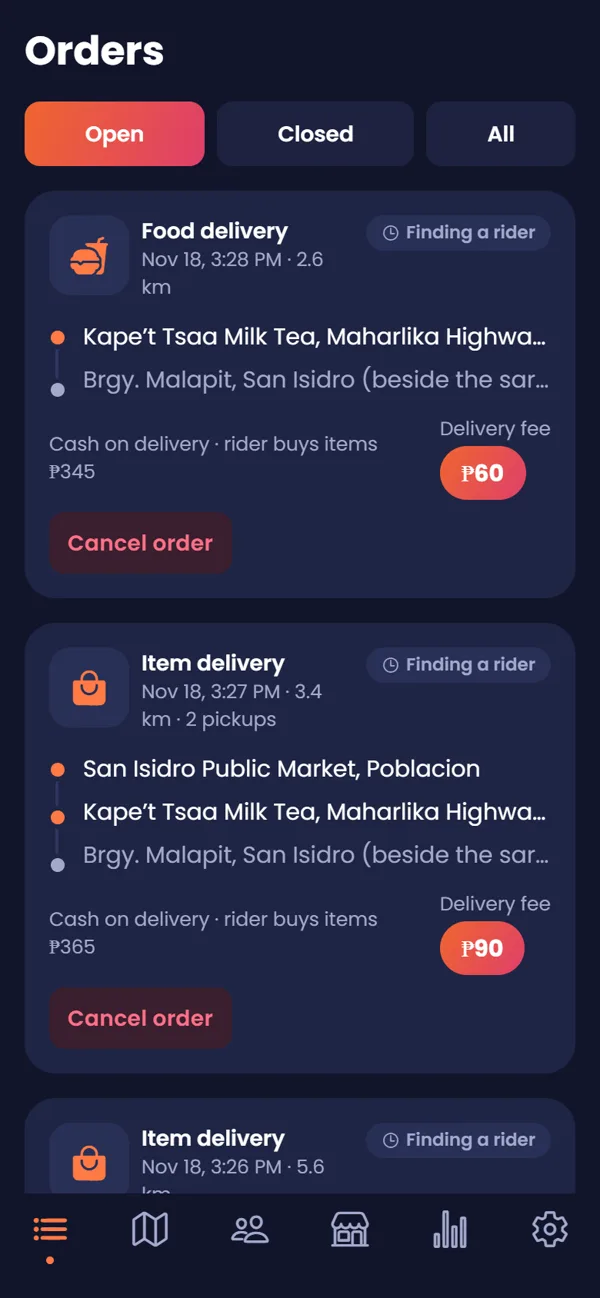 Orders
Open
Closed
All
Food delivery
Finding a rider
Nov 18, 3:28 PM · 2.6
km
Kape’t Tsaa Milk Tea, Maharlika Highwa...
Brgy. Malapit, San Isidro (beside the sar...
Delivery fee
Cash on delivery · rider buys items
₱345
₱60
Cancel order
Item delivery
Finding a rider
Nov 18, 3:27 PM · 3.4
km · 2 pickups
San Isidro Public Market, Poblacion
Kape’t Tsaa Milk Tea, Maharlika Highwa...
Brgy. Malapit, San Isidro (beside the sar...
Delivery fee
Cash on delivery · rider buys items
₱365
₱90
Cancel order
Item delivery
Finding a rider
Nov 18, 3:26 PM · 5.6
km